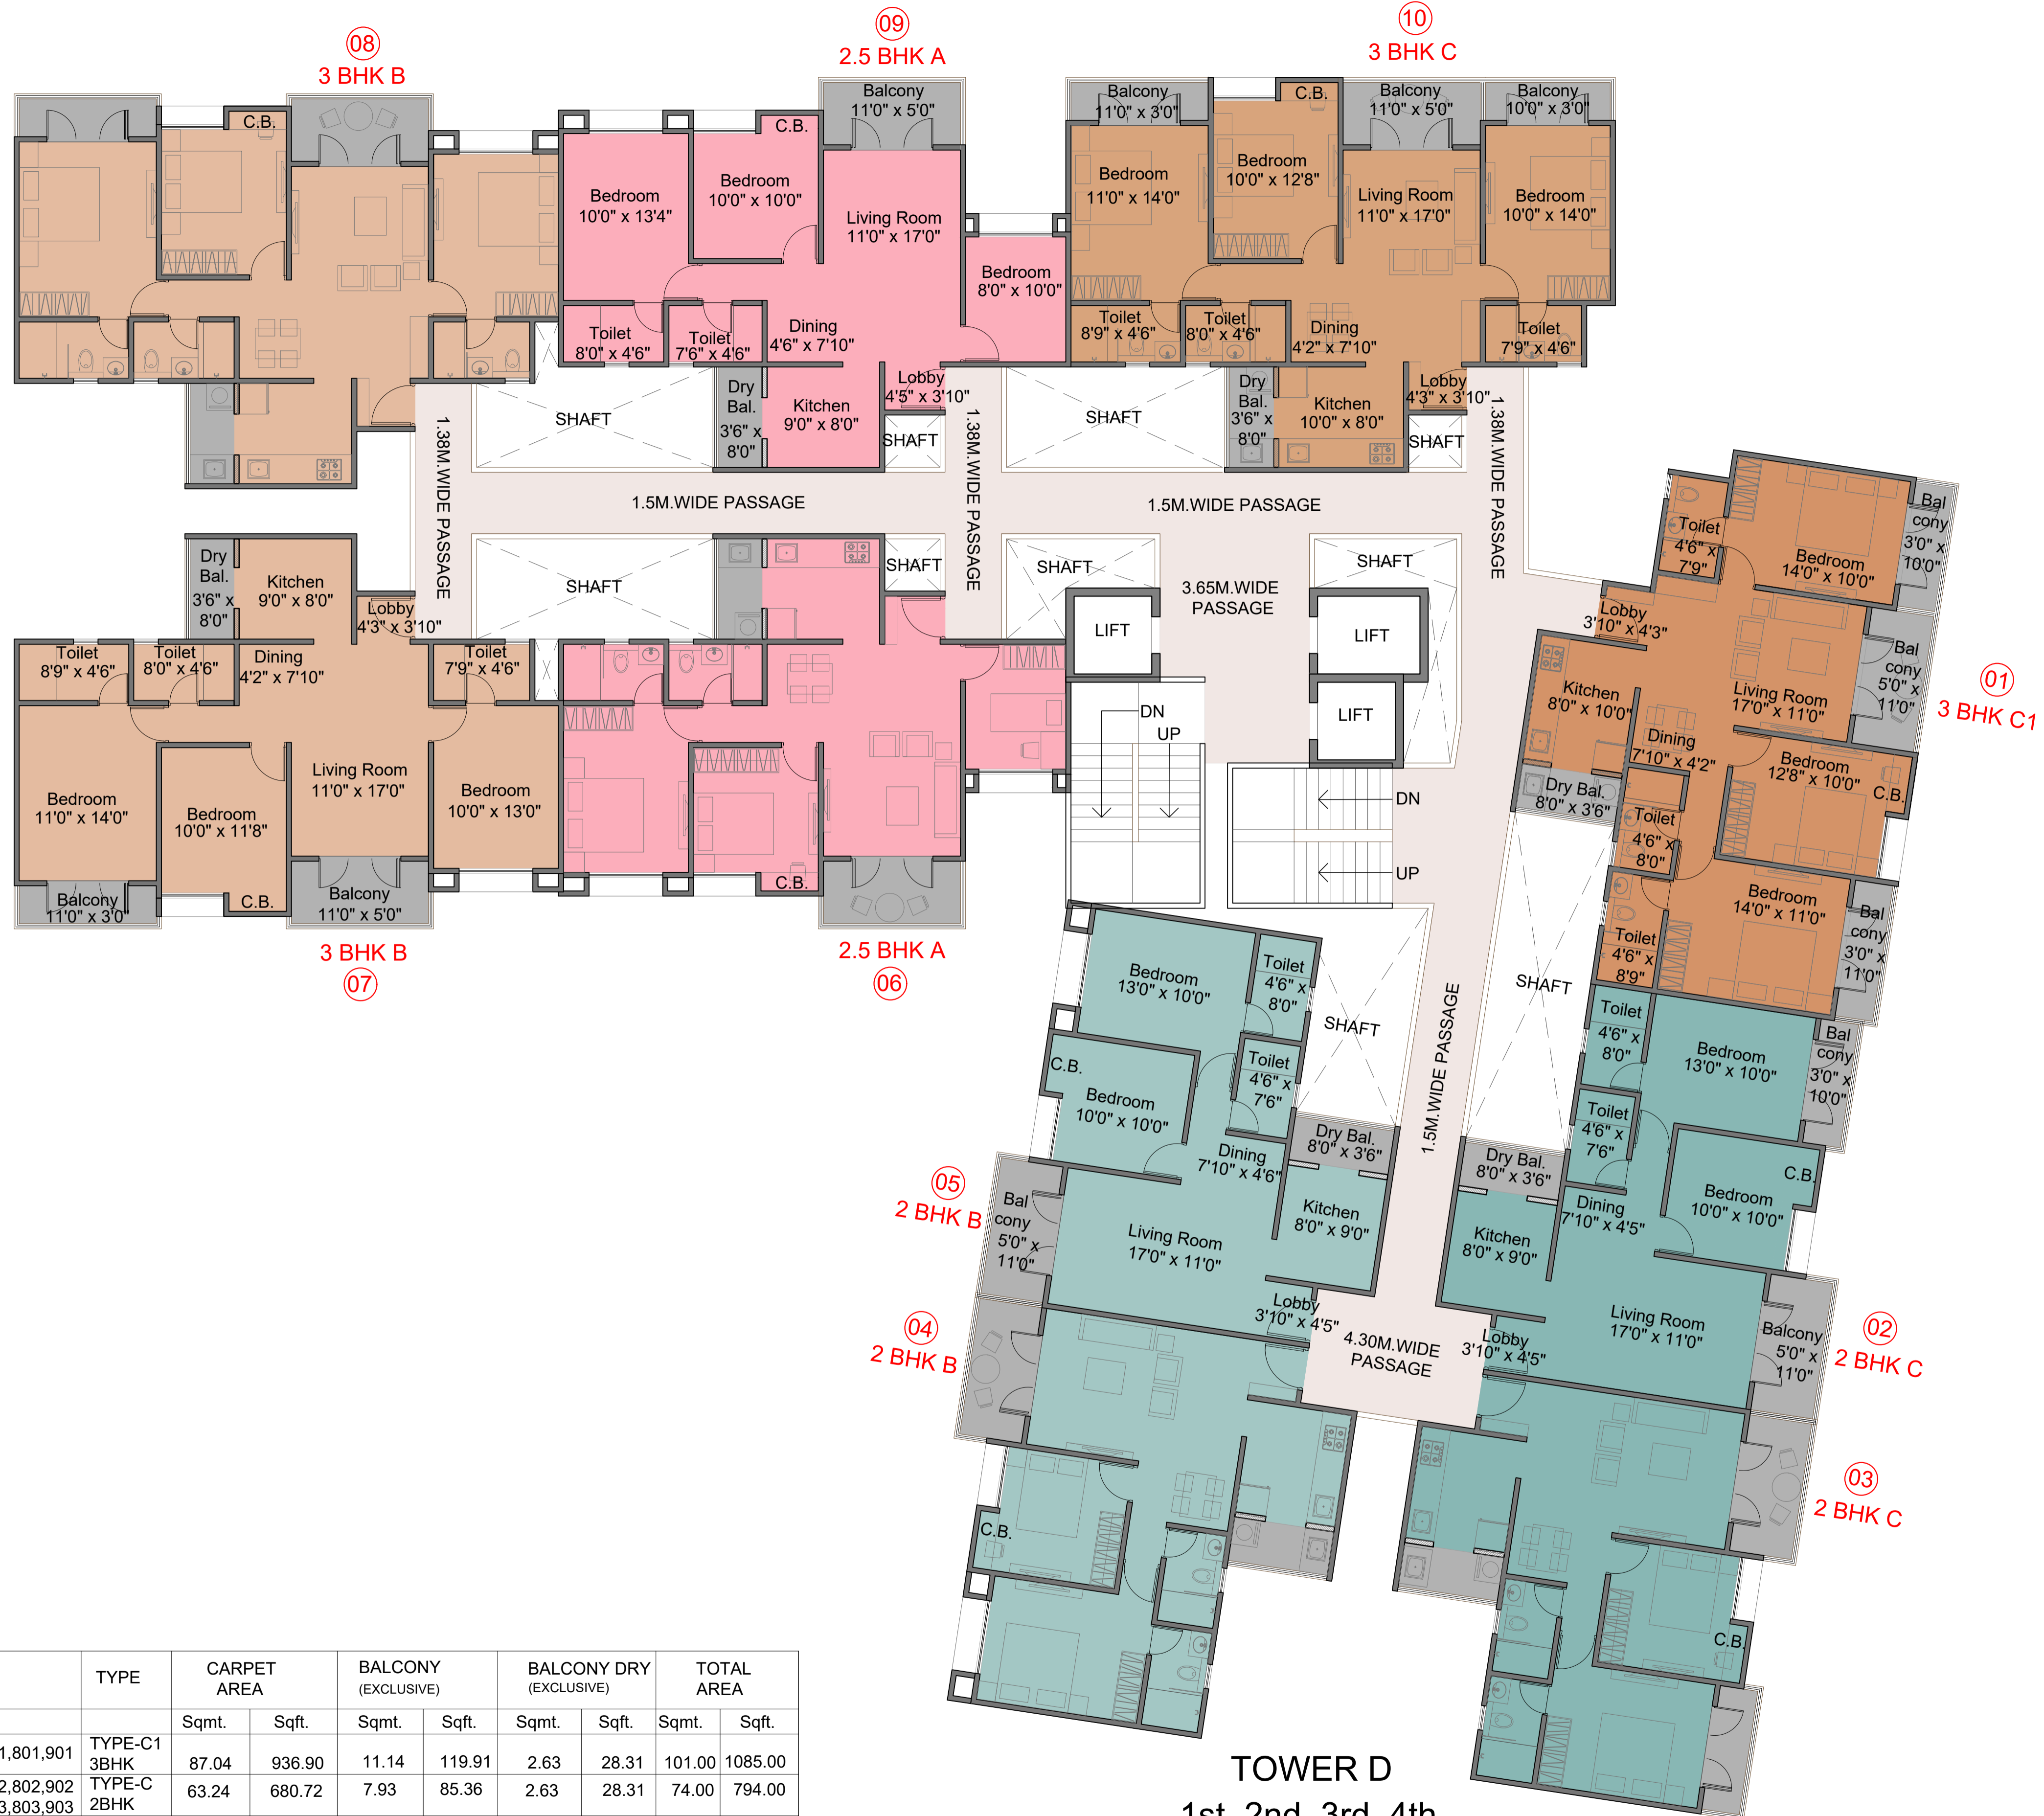 08
3 BHK B
09
2.5 BHK A
10
3 BHK C
C.B.
Balcony
11'0" x 5'0"
C.B.
Bedroom
10'0" x 13'4"
Bedroom
10'0" x 10'0"
Living Room
11'0" x 17'0"
Bedroom
8'0" x 10'0"
Toilet
8'0" x 4'6"
Toilet
7'6" x 4'6"
Dining
4'6" x 7'10"
Dry
Bal.
3'6" x
8'0"
Kitchen
9'0" x 8'0"
Lobby
4'5" x 3'10"
SHAFT
SHAFT
Balcony
11'0" x 3'0"
C.B.
Balcony
11'0" x 5'0"
Balcony
10'0" x 3'0"
Bedroom
11'0" x 14'0"
Bedroom
10'0" x 12'8"
Living Room
11'0" x 17'0"
Bedroom
10'0" x 14'0"
Toilet
8'9" x 4'6"
Toilet
8'0" x 4'6"
Dining
4'2" x 7'10"
Toilet
7'9" x 4'6"
Dry
Bal.
3'6" x
8'0"
Kitchen
10'0" x 8'0"
Lobby
4'3" x 3'10"
SHAFT
SHAFT
1.38M.WIDE PASSAGE
1.38M.WIDE PASSAGE
1.38M.WIDE PASSAGE
1.5M.WIDE PASSAGE
1.5M.WIDE PASSAGE
3.65M.WIDE
PASSAGE
SHAFT
SHAFT
SHAFT
SHAFT
LIFT
LIFT
LIFT
DN
UP
DN
UP
Dry
Bal.
3'6" x
8'0"
Kitchen
9'0" x 8'0"
Lobby
4'3" x 3'10"
Toilet
8'9" x 4'6"
Toilet
8'0" x 4'6"
Dining
4'2" x 7'10"
Toilet
7'9" x 4'6"
Bedroom
11'0" x 14'0"
Bedroom
10'0" x 11'8"
Living Room
11'0" x 17'0"
Bedroom
10'0" x 13'0"
Balcony
11'0" x 3'0"
C.B.
Balcony
11'0" x 5'0"
3 BHK B
07
C.B.
2.5 BHK A
06
Toilet
4'6" x
7'9"
Bedroom
14'0" x 10'0"
Bal
cony
3'0" x
10'0"
Lobby
3'10" x 4'3"
Kitchen
8'0" x 10'0"
Living Room
17'0" x 11'0"
Bal
cony
5'0" x
11'0"
01
3 BHK C1
Dining
7'10" x 4'2"
Bedroom
12'8" x 10'0"
C.B.
Dry Bal.
8'0" x 3'6"
Toilet
4'6" x
8'0"
Bedroom
14'0" x 11'0"
Toilet
4'6" x
8'9"
Bal
cony
3'0" x
11'0"
SHAFT
SHAFT
1.5M.WIDE PASSAGE
Bedroom
13'0" x 10'0"
Toilet
4'6" x
8'0"
C.B.
Toilet
4'6" x
7'6"
Bedroom
10'0" x 10'0"
Dry Bal.
8'0" x 3'6"
Dining
7'10" x 4'6"
Kitchen
8'0" x 9'0"
Living Room
17'0" x 11'0"
Bal
cony
5'0" x
11'0"
05
2 BHK B
Lobby
3'10" x 4'5"
4.30M.WIDE
PASSAGE
Toilet
4'6" x
8'0"
Bedroom
13'0" x 10'0"
Bal
cony
3'0" x
10'0"
Toilet
4'6" x
7'6"
Dry Bal.
8'0" x 3'6"
C.B.
Bedroom
10'0" x 10'0"
Dining
7'10" x 4'5"
Kitchen
8'0" x 9'0"
Living Room
17'0" x 11'0"
Lobby
3'10" x 4'5"
Balcony
5'0" x
11'0"
02
2 BHK C
04
2 BHK B
C.B.
03
2 BHK C
C.B.
TYPE CARPET AREA BALCONY (EXCLUSIVE) BALCONY DRY (EXCLUSIVE) TOTAL AREA
Sqmt. Sqft. Sqmt. Sqft. Sqmt. Sqft. Sqmt. Sqft.
1,801,901 TYPE-C1 3BHK 87.04 936.90 11.14 119.91 2.63 28.31 101.00 1085.00
2,802,902
3,803,903 TYPE-C 2BHK 63.24 680.72 7.93 85.36 2.63 28.31 74.00 794.00
TOWER D
1st, 2nd, 3rd, 4th